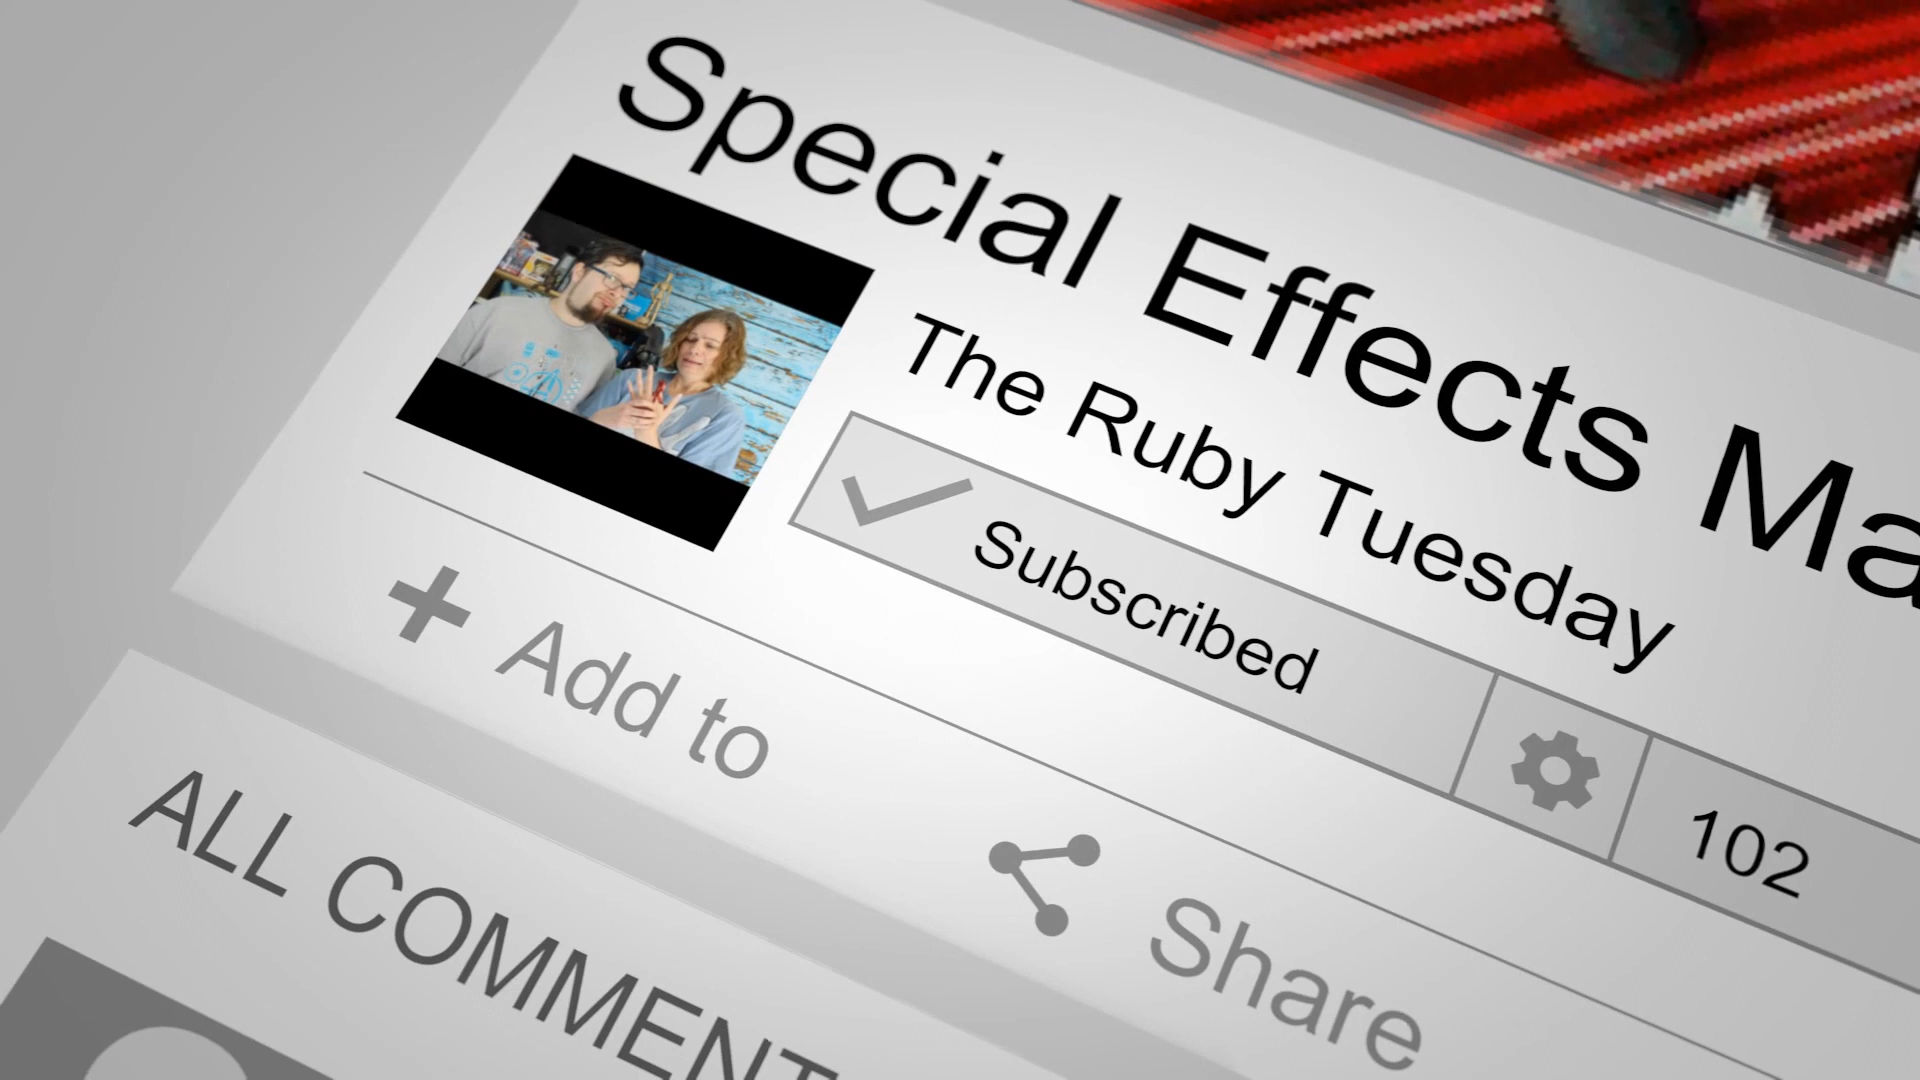 Special Effects Ma
The Ruby Tuesday
Subscribed
102
Add to
Share
ALL COMMENT